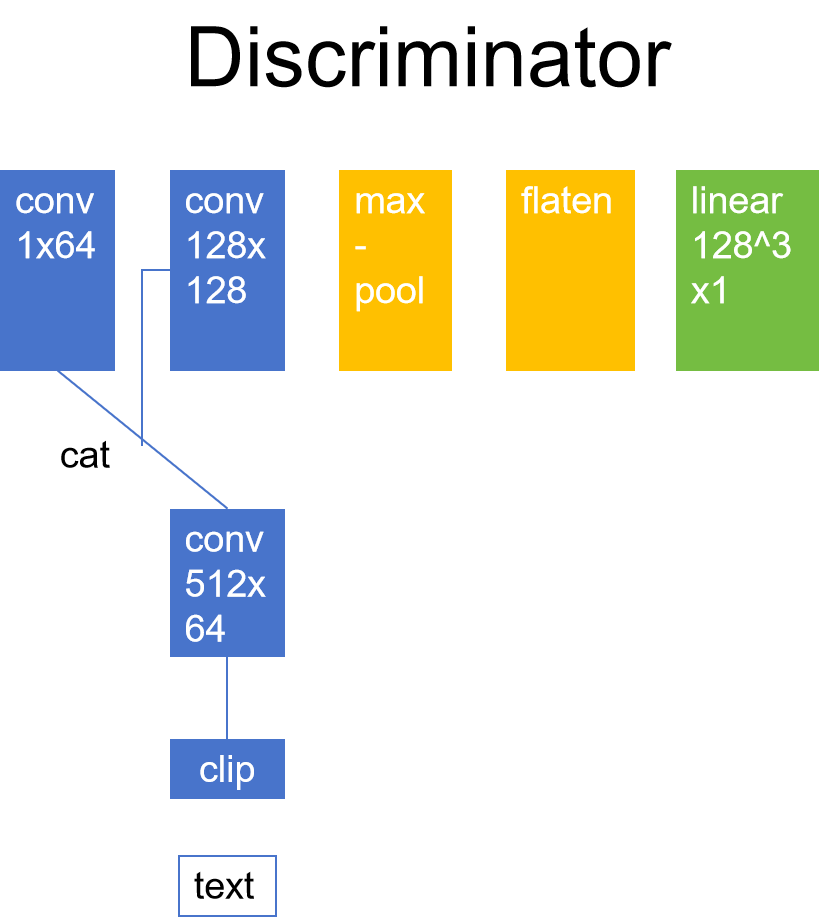 Discriminator
conv
1x64
conv
128x
128
max
-
pool
flaten
linear
128^3
x1
cat
conv
512x
64
clip
text